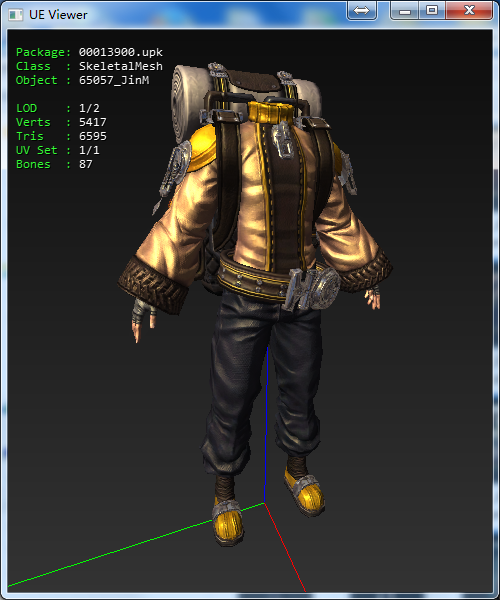 UE Viewer
Package: 00013900.upk
Class : SkeletalMesh
Object : 65057_JinM
LOD : 1/2
Verts : 5417
Tris : 6595
UV Set : 1/1
Bones : 87